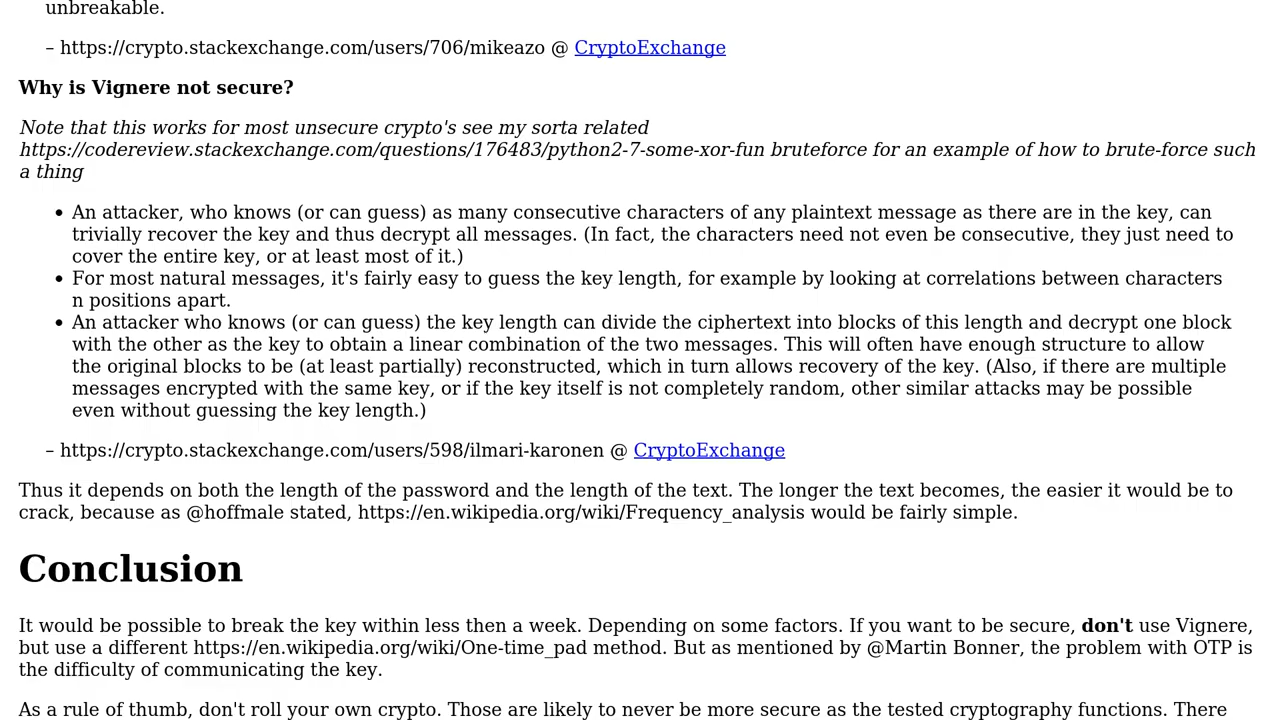 unbreakable.
– https://crypto.stackexchange.com/users/706/mikeazo @ CryptoExchange
Why is Vignere not secure?
Note that this works for most unsecure crypto's see my sorta related
https://codereview.stackexchange.com/questions/176483/python2-7-some-xor-fun bruteforce for an example of how to brute-force such
a thing
• An attacker, who knows (or can guess) as many consecutive characters of any plaintext message as there are in the key, can
trivially recover the key and thus decrypt all messages. (In fact, the characters need not even be consecutive, they just need to
cover the entire key, or at least most of it.)
• For most natural messages, it's fairly easy to guess the key length, for example by looking at correlations between characters
n positions apart.
• An attacker who knows (or can guess) the key length can divide the ciphertext into blocks of this length and decrypt one block
with the other as the key to obtain a linear combination of the two messages. This will often have enough structure to allow
the original blocks to be (at least partially) reconstructed, which in turn allows recovery of the key. (Also, if there are multiple
messages encrypted with the same key, or if the key itself is not completely random, other similar attacks may be possible
even without guessing the key length.)
– https://crypto.stackexchange.com/users/598/ilmari-karonen @ CryptoExchange
Thus it depends on both the length of the password and the length of the text. The longer the text becomes, the easier it would be to
crack, because as @hoffmale stated, https://en.wikipedia.org/wiki/Frequency_analysis would be fairly simple.
Conclusion
It would be possible to break the key within less then a week. Depending on some factors. If you want to be secure, don't use Vignere,
but use a different https://en.wikipedia.org/wiki/One-time_pad method. But as mentioned by @Martin Bonner, the problem with OTP is
the difficulty of communicating the key.
As a rule of thumb, don't roll your own crypto. Those are likely to never be more secure as the tested cryptography functions. There